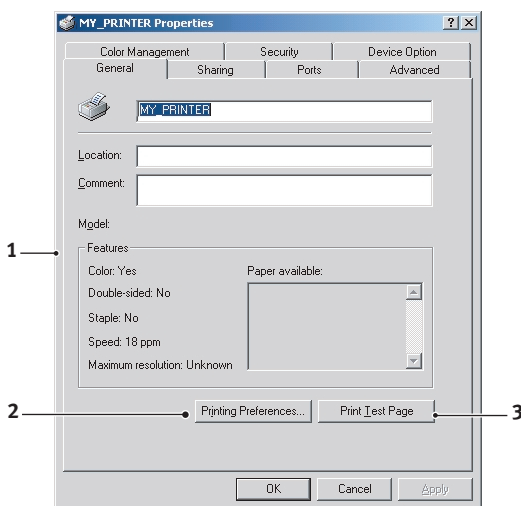 MY_PRINTER Properties
Color Management Security Device Option
General Sharing Ports Advanced
MY_PRINTER
Location:
Comment:
Model:
1
Features
Color: Yes Paper available:
Double-sided: No
Staple: No
Speed: 18 ppm
Maximum resolution: Unknown
2 Printing Preferences... Print Test Page 3
OK Cancel Apply